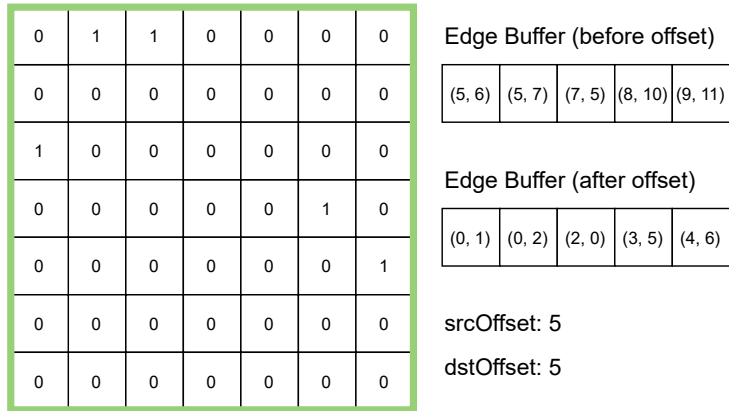 0 1 1 0 0 0 0
0 0 0 0 0 0 0
1 0 0 0 0 0 0
0 0 0 0 0 1 0
0 0 0 0 0 0 1
0 0 0 0 0 0 0
0 0 0 0 0 0 0
Edge Buffer (before offset)
(5, 6) (5, 7) (7, 5) (8, 10) (9, 11)
Edge Buffer (after offset)
(0, 1) (0, 2) (2, 0) (3, 5) (4, 6)
srcOffset: 5
dstOffset: 5